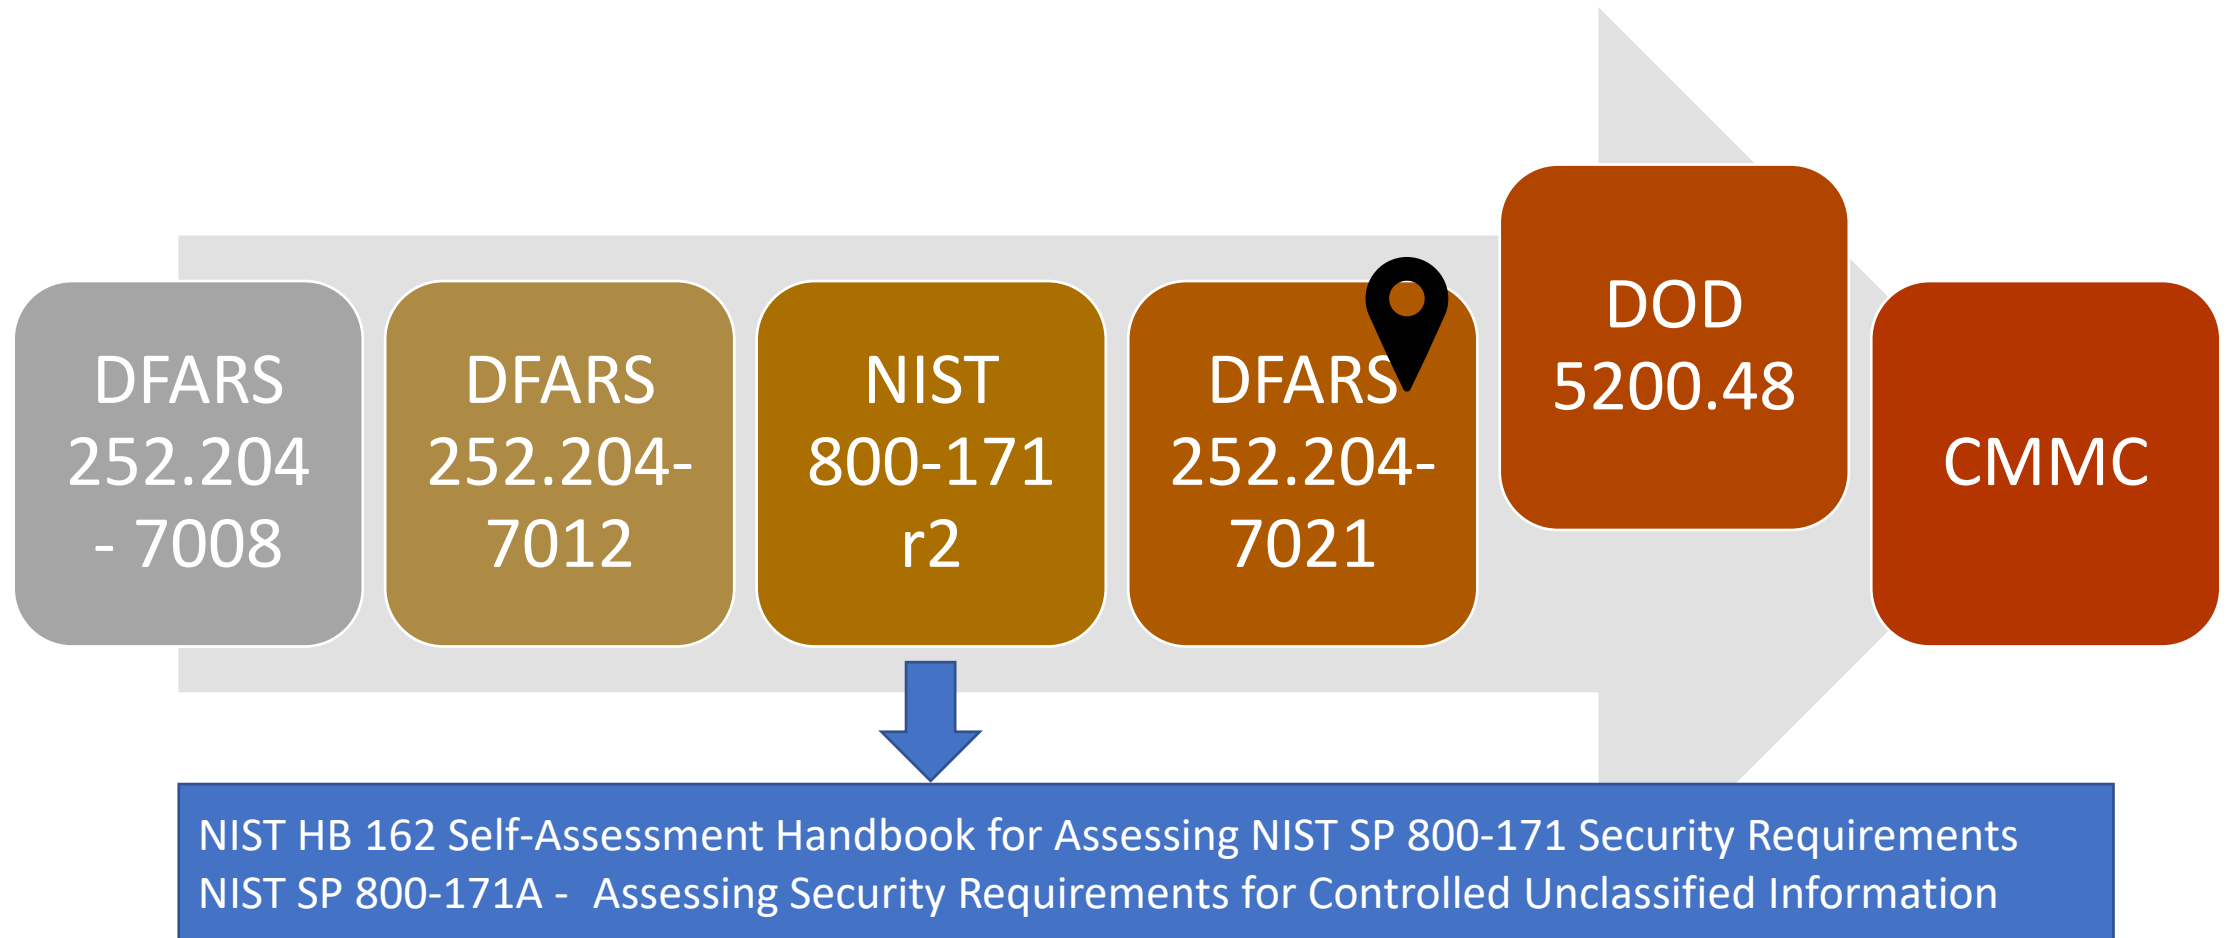 DFARS
252.204
- 7008
DFARS
252.204-
7012
NIST
800-171
r2
DFARS
252.204-
7021
DOD
5200.48
CMMC
NIST HB 162 Self-Assessment Handbook for Assessing NIST SP 800-171 Security Requirements
NIST SP 800-171A -  Assessing Security Requirements for Controlled Unclassified Information